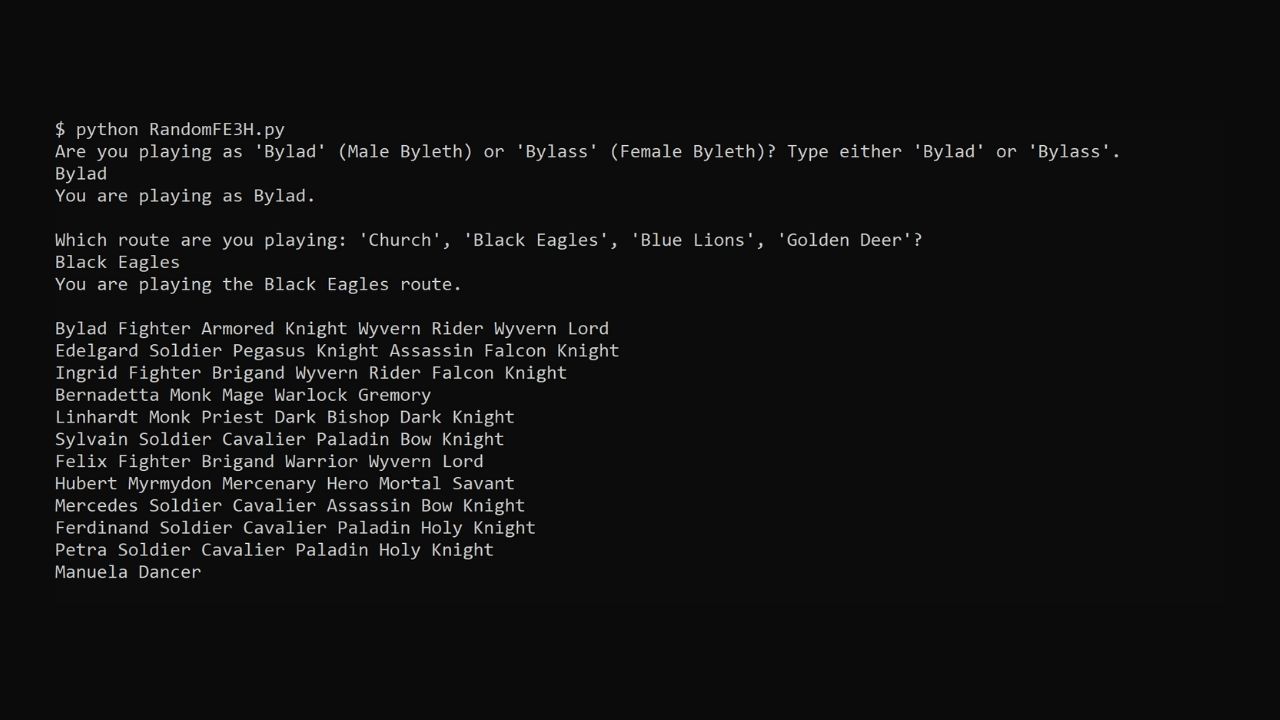 $ python RandomFE3H.py
Are you playing as 'Bylad' (Male Byleth) or 'Bylass' (Female Byleth)? Type either 'Bylad' or 'Bylass'.
Bylad
You are playing as Bylad.
Which route are you playing: 'Church', 'Black Eagles', 'Blue Lions', 'Golden Deer'?
Black Eagles
You are playing the Black Eagles route.
Bylad Fighter Armored Knight Wyvern Rider Wyvern Lord
Edelgard Soldier Pegasus Knight Assassin Falcon Knight
Ingrid Fighter Brigand Wyvern Rider Falcon Knight
Bernadetta Monk Mage Warlock Gremory
Linhardt Monk Priest Dark Bishop Dark Knight
Sylvain Soldier Cavalier Paladin Bow Knight
Felix Fighter Brigand Warrior Wyvern Lord
Hubert Myrmydon Mercenary Hero Mortal Savant
Mercedes Soldier Cavalier Assassin Bow Knight
Ferdinand Soldier Cavalier Paladin Holy Knight
Petra Soldier Cavalier Paladin Holy Knight
Manuela Dancer